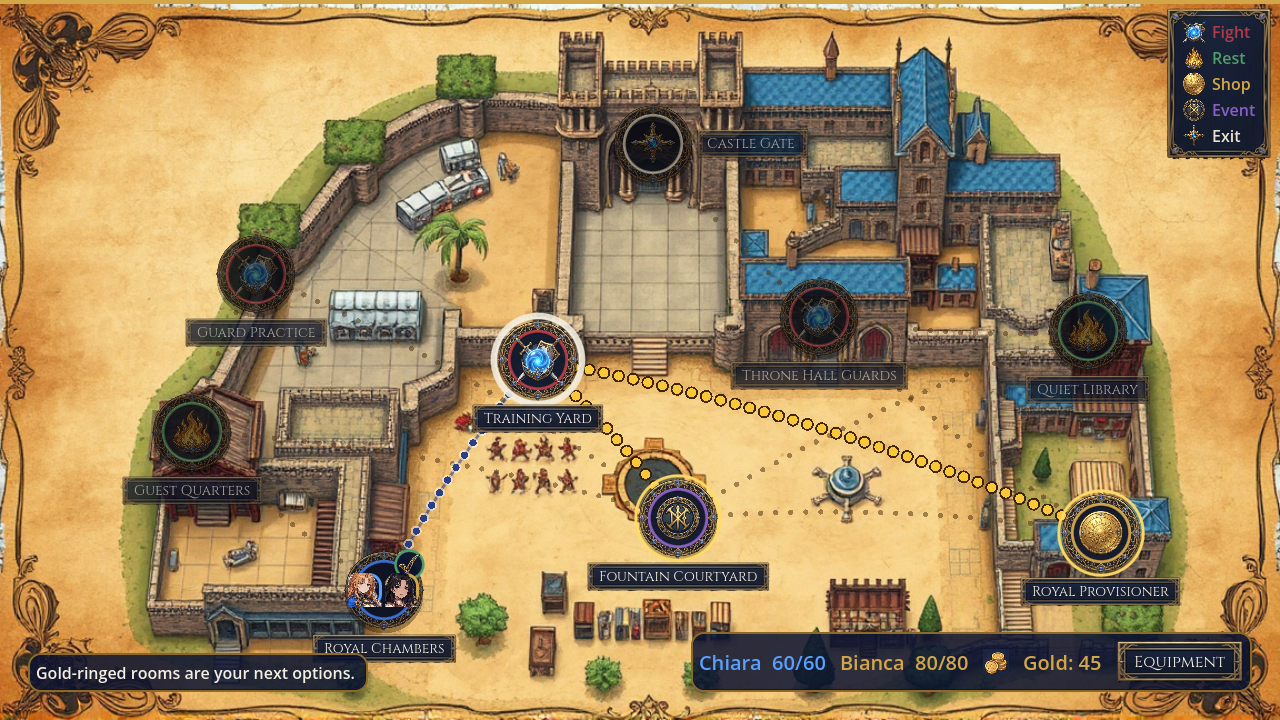 Fight
Rest
Shop
Event
Exit
CASTLE GATE
GUARD PRACTICE
THRONE HALL GUARDS
QUIET LIBRARY
TRAINING YARD
GUEST QUARTERS
FOUNTAIN COURTYARD
ROYAL PROVISIONER
ROYAL CHAMBERS
Gold-ringed rooms are your next options.
Chiara 60/60 Bianca 80/80 Gold: 45 EQUIPMENT